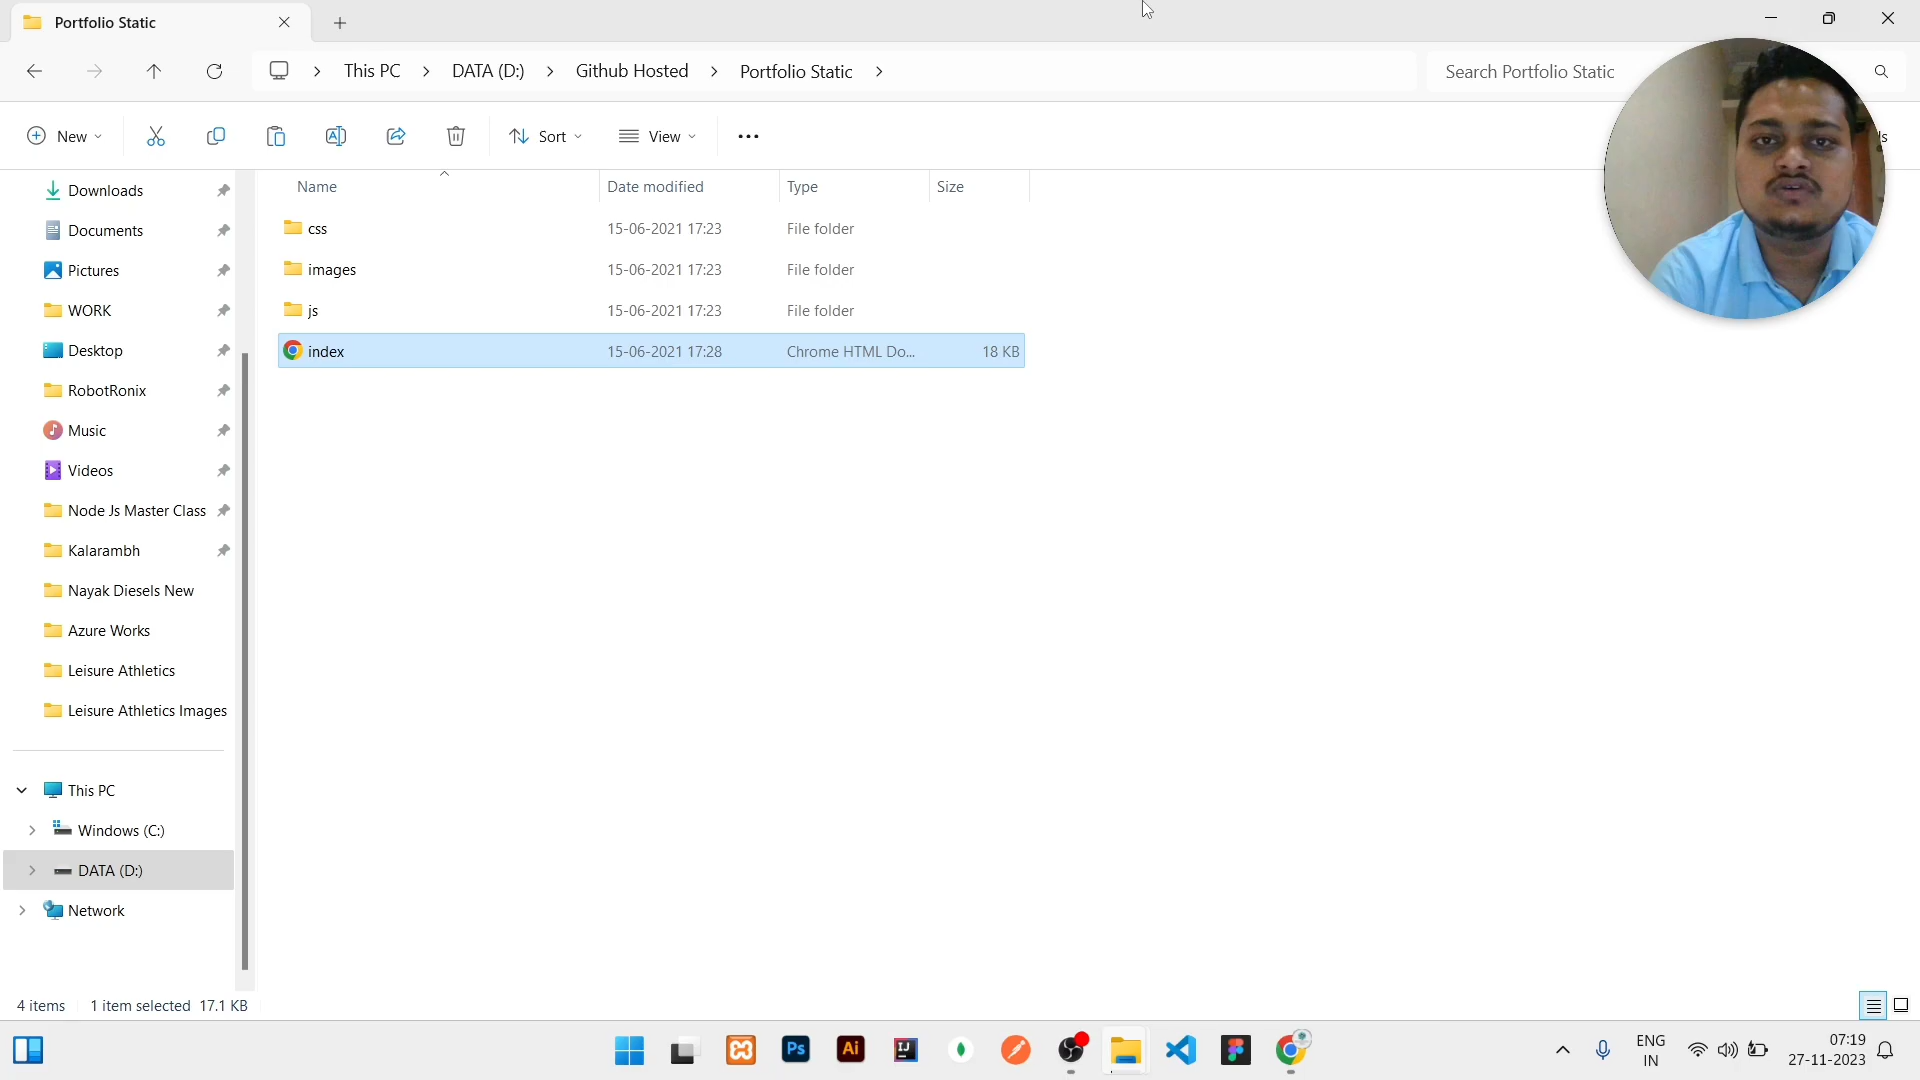 Portfolio Static
This PC
DATA (D:)
Github Hosted
Portfolio Static
Search Portfolio Static
New
Sort
View
ls
Name
Date modified
Type
Size
css
15-06-2021 17:23
File folder
images
15-06-2021 17:23
File folder
js
15-06-2021 17:23
File folder
index
15-06-2021 17:28
Chrome HTML Do...
18 KB
Downloads
Documents
Pictures
WORK
Desktop
RobotRonix
Music
Videos
Node Js Master Class
Kalarambh
Nayak Diesels New
Azure Works
Leisure Athletics
Leisure Athletics Images
This PC
Windows (C:)
DATA (D:)
Network
4 items
1 item selected 17.1 KB
Ps
Ai
IJ
ENG
IN
07:19
27-11-2023